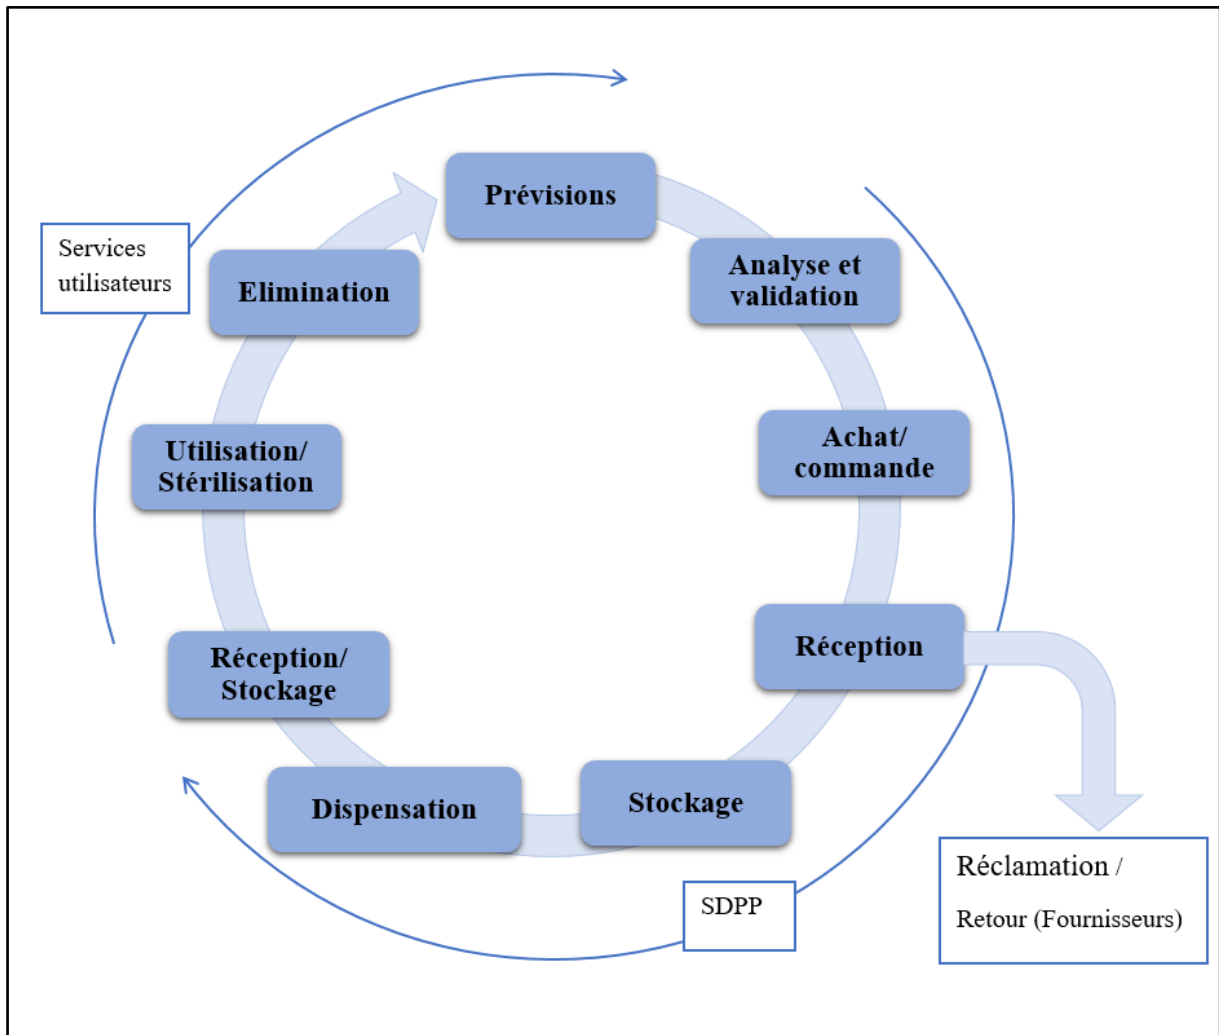 Prévisions
Analyse et
validation
Achat/
commande
Réception
Stockage
Dispensation
Réception/
Stockage
Utilisation/
Stérilisation
Elimination
Services
utilisateurs
SDPP
Réclamation /
Retour (Fournisseurs)